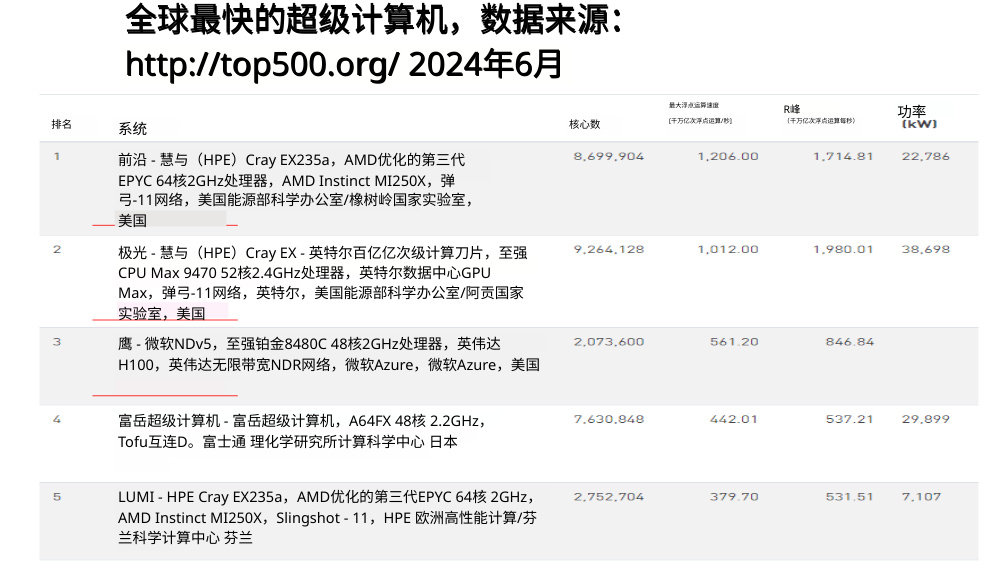 全球最快的超级计算机，数据来源：
http://top500.org/ 2024年6月
排名
系统
核心数
最大浮点运算速度
[千万亿次浮点运算/秒]
R峰
（千万亿次浮点运算每秒）
功率
(kW)
1
前沿 - 慧与（HPE）Cray EX235a，AMD优化的第三代
EPYC 64核2GHz处理器，AMD Instinct MI250X，弹
弓-11网络，美国能源部科学办公室/橡树岭国家实验室，
美国
8,699,904
1,206.00
1,714.81
22,786
2
极光 - 慧与（HPE）Cray EX - 英特尔百亿亿次级计算刀片，至强
CPU Max 9470 52核2.4GHz处理器，英特尔数据中心GPU
Max，弹弓-11网络，英特尔，美国能源部科学办公室/阿贡国家
实验室，美国
9,264,128
1,012.00
1,980.01
38,698
3
鹰 - 微软NDv5，至强铂金8480C 48核2GHz处理器，英伟达
H100，英伟达无限带宽NDR网络，微软Azure，微软Azure，美国
2,073,600
561.20
846.84
4
富岳超级计算机 - 富岳超级计算机，A64FX 48核 2.2GHz，
Tofu互连D。富士通 理化学研究所计算科学中心 日本
7,630,848
442.01
537.21
29,899
5
LUMI - HPE Cray EX235a，AMD优化的第三代EPYC 64核 2GHz，
AMD Instinct MI250X，Slingshot - 11，HPE 欧洲高性能计算/芬
兰科学计算中心 芬兰
2,752,704
379.70
531.51
7,107